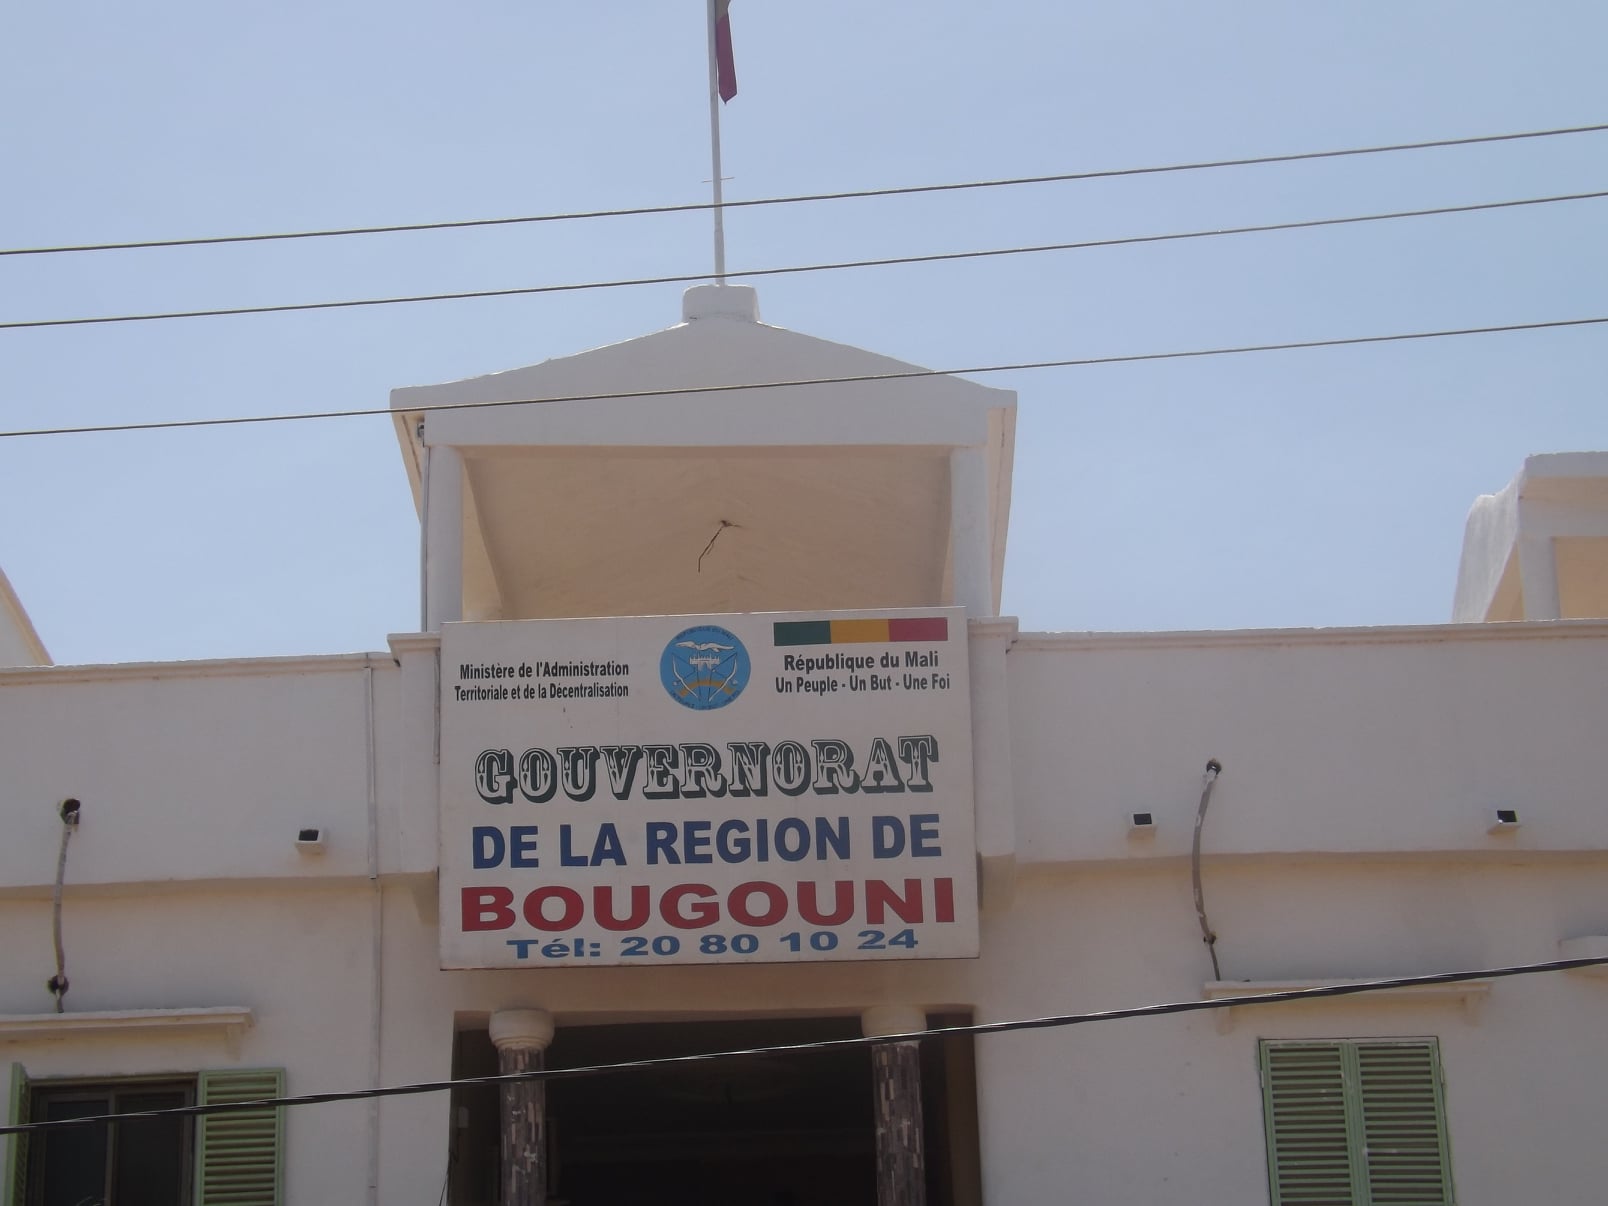 Ministère de l'Administration
Territoriale et de la Décentralisation
République du Mali
Un Peuple - Un But - Une Foi
GOUVERNORAT
DE LA REGION DE
BOUGOUNI
Tél: 20 80 10 24